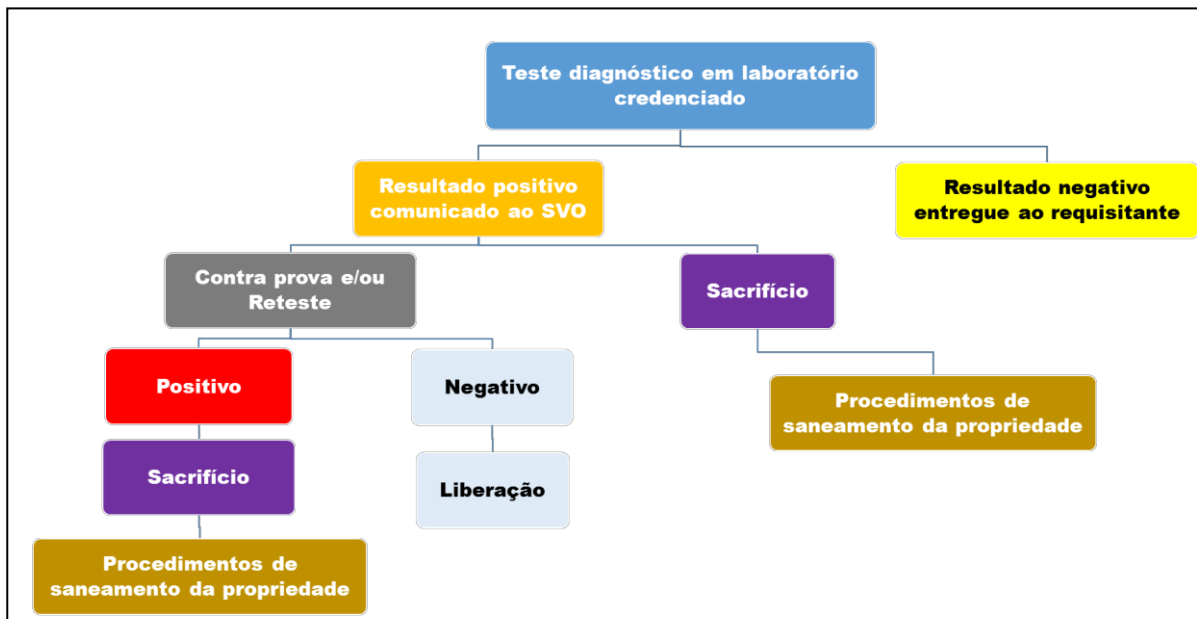 Teste diagnóstico em laboratório
credenciado
Resultado positivo
comunicado ao SVO
Resultado negativo
entregue ao requisitante
Contra prova e/ou
Reteste
Sacrifício
Positivo
Negativo
Procedimentos de
saneamento da propriedade
Sacrifício
Liberação
Procedimentos de
saneamento da propriedade